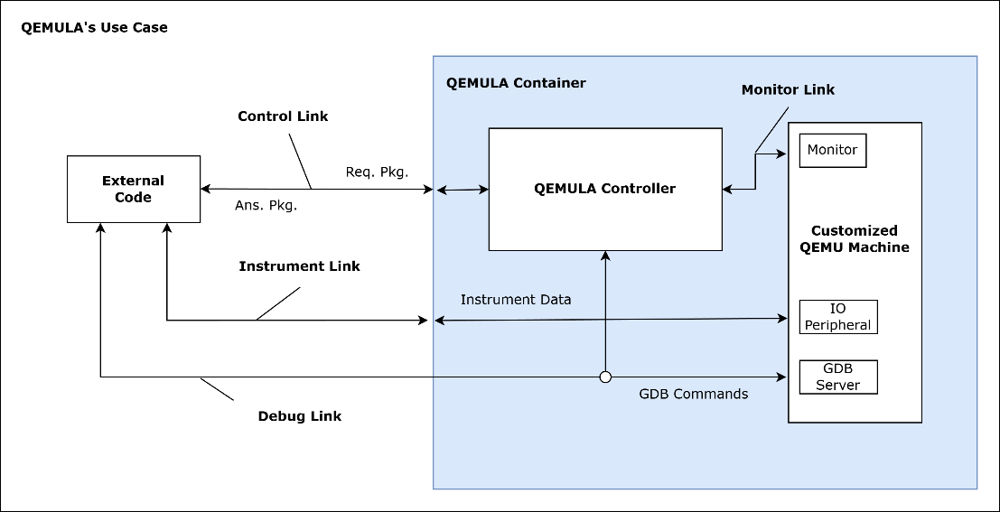 QEMULA's Use Case
QEMULA Container
Monitor Link
Control Link
Monitor
Req. Pkg.
External
Code
QEMULA Controller
Ans. Pkg.
Customized
QEMU Machine
Instrument Link
Instrument Data
IO
Peripheral
GDB
Server
GDB Commands
Debug Link